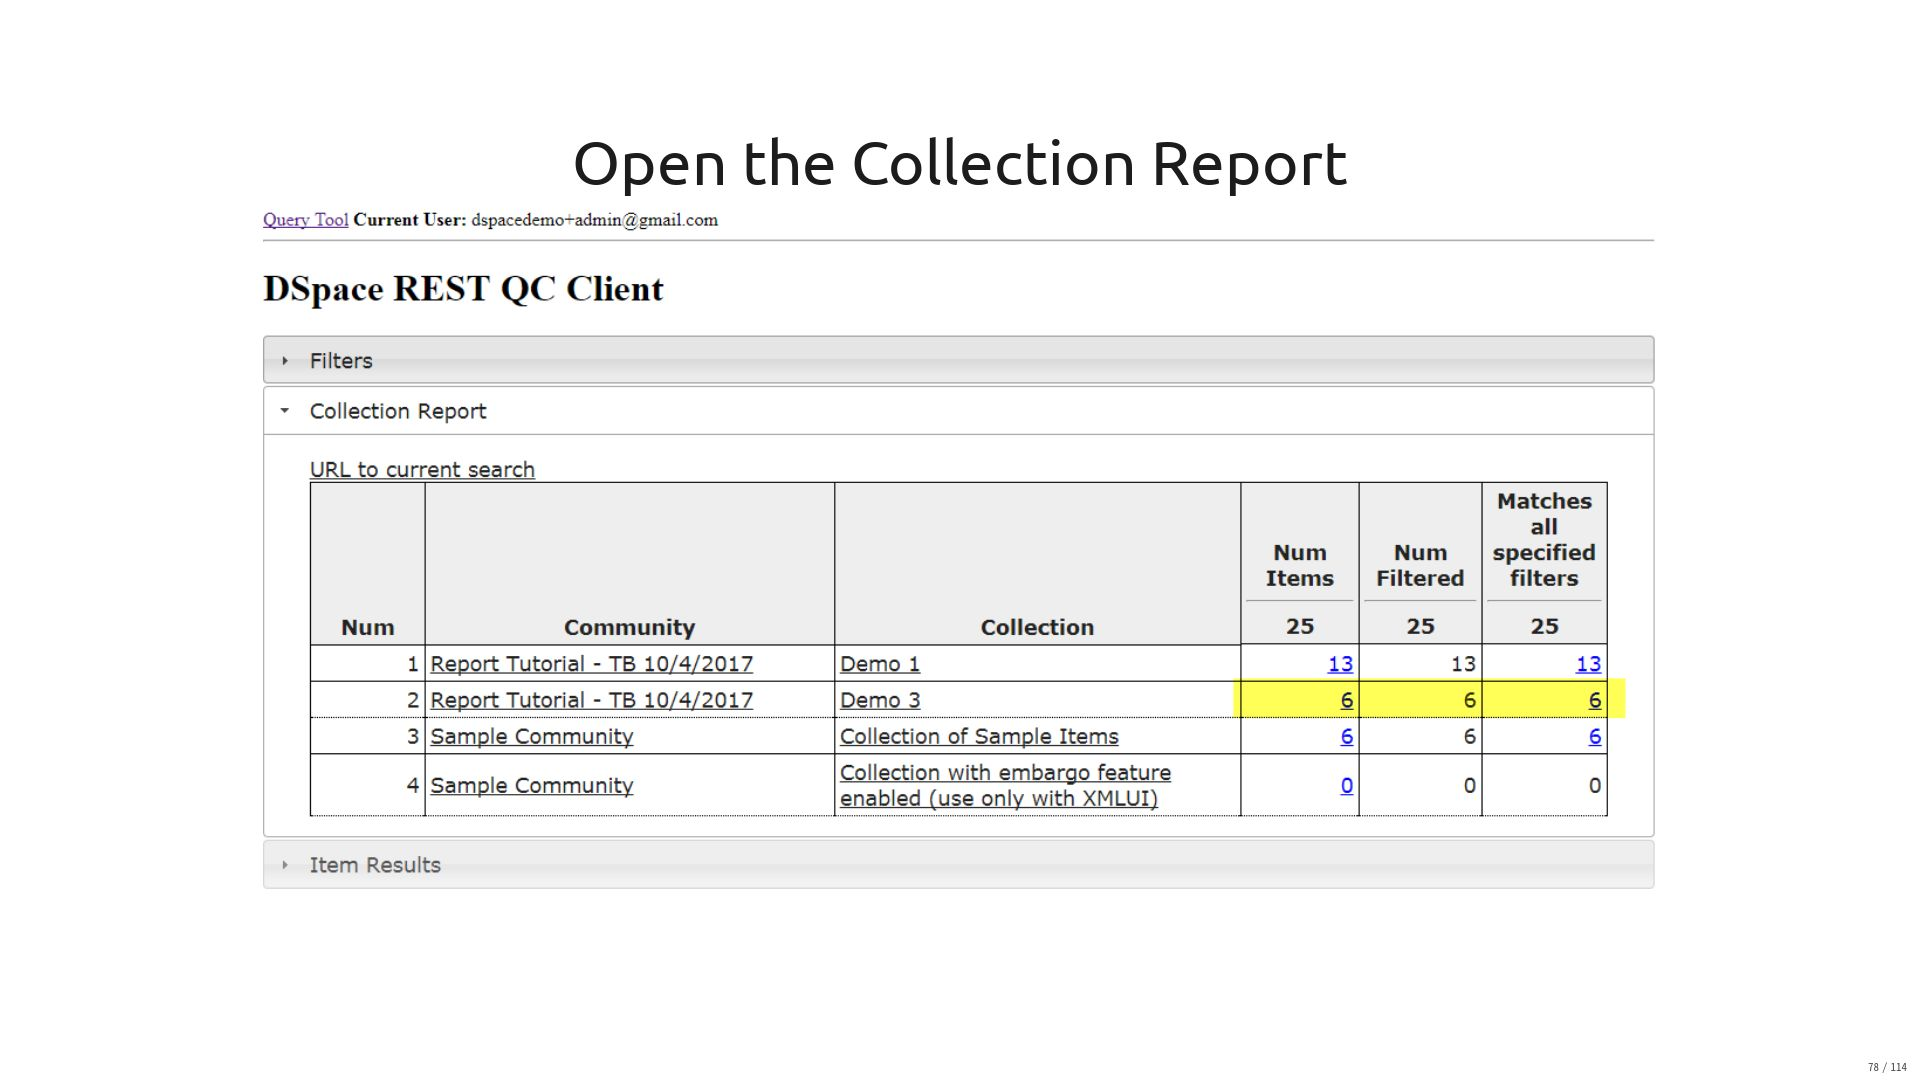 Open the Collection Report
Query Tool Current User: dspacedemo+admin@gmail.com
DSpace REST QC Client
Filters
Collection Report
URL to current search
Num Community Collection Num Items 25 Num Filtered 25 Matches all specified filters 25
1 Report Tutorial - TB 10/4/2017 Demo 1 13 13 13
2 Report Tutorial - TB 10/4/2017 Demo 3 6 6 6
3 Sample Community Collection of Sample Items 6 6 6
4 Sample Community Collection with embargo feature enabled (use only with XMLUI) 0 0 0
Item Results
78 / 114